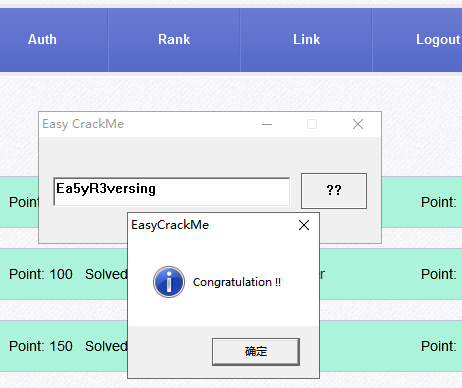 Auth Rank Link Logout
Easy CrackMe
Ea5yR3versing
??
Point: 
EasyCrackMe
Congratulation !!
Point: 100 Solved Point:
确定
Point: 150 Solved Point: